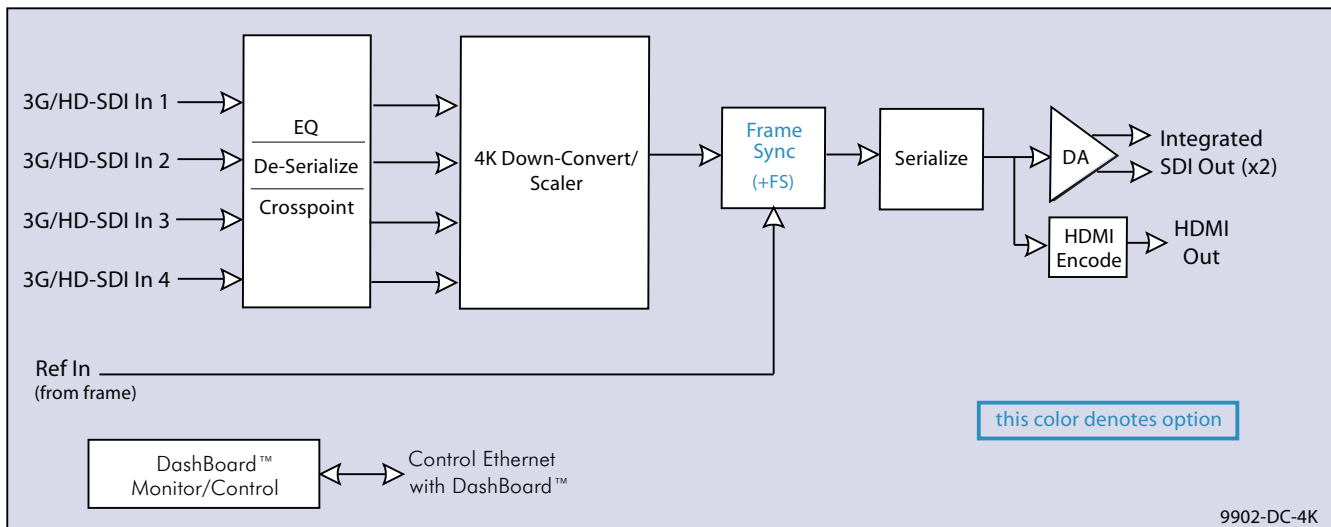 3G/HD-SDI In 1
3G/HD-SDI In 2
3G/HD-SDI In 3
3G/HD-SDI In 4
EQ
De-Serialize
Crosspoint
4K Down-Convert/
Scaler
Frame
Sync
(+FS)
Serialize
DA
Integrated
SDI Out (x2)
HDMI
Encode
HDMI
Out
Ref In
(from frame)
this color denotes option
DashBoard™
Monitor/Control
Control Ethernet
with DashBoard™
9902-DC-4K